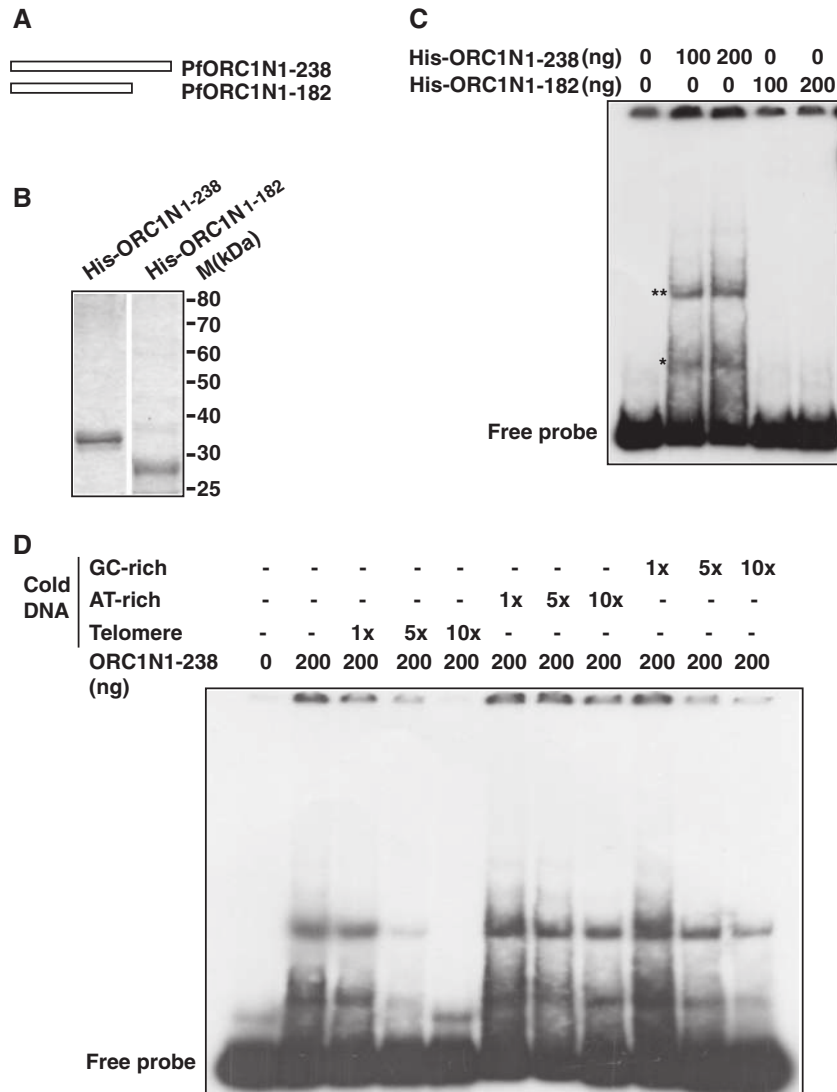 A
PfORC1N1-238
PfORC1N1-182
B
His-ORC1N1-238
His-ORC1N1-182
M(kDa)
-80
-70
-60
-50
-40
-30
-25
C
His-ORC1N1-238 (ng) 0 100 200 0 0
His-ORC1N1-182 (ng) 0 0 0 100 200
**
*
Free probe
D
Cold DNA
GC-rich - - - - - - - - 1x 5x 10x
AT-rich - - - - - 1x 5x 10x - - -
Telomere - - 1x 5x 10x - - - - - -
ORC1N1-238 0 200 200 200 200 200 200 200 200 200 200
(ng)
Free probe